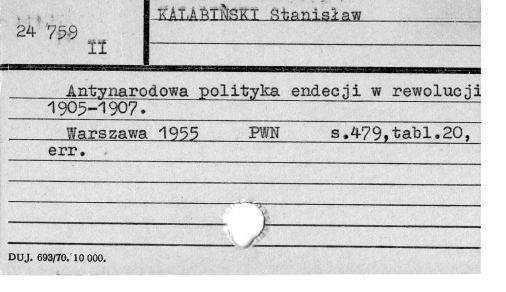 24 759
II
KALABIŃSKI Stanisław
Antynarodowa polityka endecji w rewolucji
1905-1907.
Warszawa 1955 PWN s.479,tabl.20,
err.
DUJ. 693/70. 10 000.